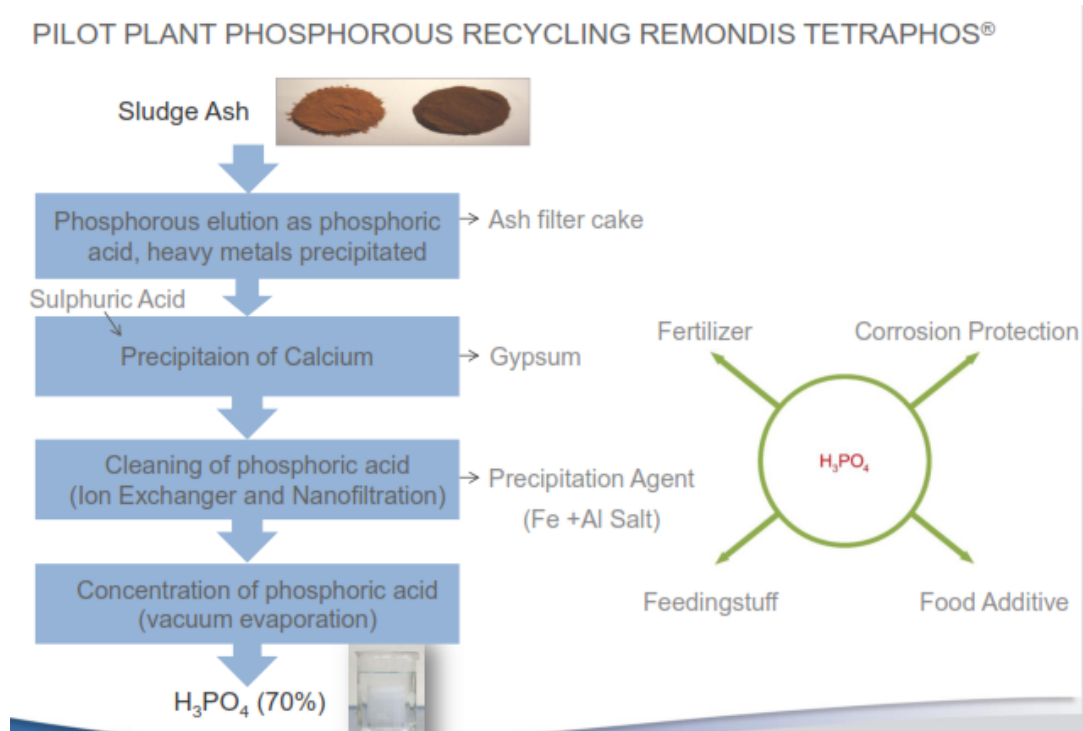 PILOT PLANT PHOSPHOROUS RECYCLING REMONDIS TETRAPHOS®
Sludge Ash
Phosphorous elution as phosphoric
acid, heavy metals precipitated
Ash filter cake
Sulphuric Acid
Precipitaion of Calcium
Gypsum
Cleaning of phosphoric acid
(Ion Exchanger and Nanofiltration)
Precipitation Agent
(Fe +Al Salt)
Concentration of phosphoric acid
(vacuum evaporation)
H₃PO₄ (70%)
Fertilizer
Corrosion Protection
H₃PO₄
Feedingstuff
Food Additive